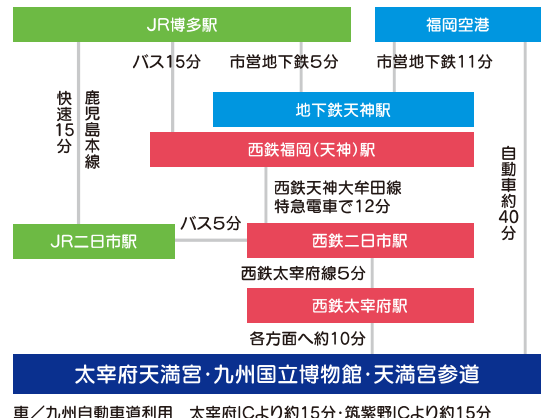 JR博多駅
福岡空港
バス15分
市営地下鉄5分
市営地下鉄11分
快速15分
鹿児島本線
地下鉄天神駅
西鉄福岡(天神)駅
自動車約40分
西鉄天神大牟田線
特急電車で12分
バス5分
JR二日市駅
西鉄二日市駅
西鉄太宰府線5分
西鉄太宰府駅
各方面へ約10分
太宰府天満宮・九州国立博物館・天満宮参道
車／九州自動車道利用　太宰府ICより約15分・筑紫野ICより約15分